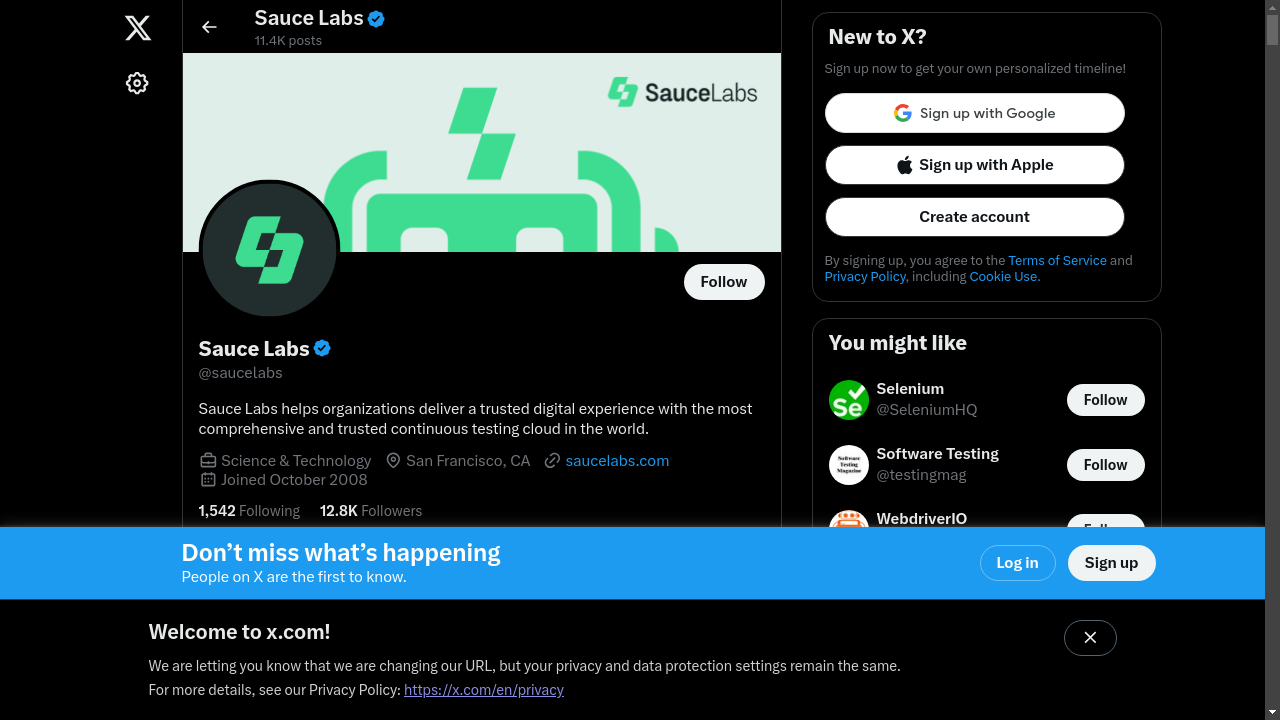 Sauce Labs
11.4K posts
SauceLabs
Follow
Sauce Labs
@saucelabs
Sauce Labs helps organizations deliver a trusted digital experience with the most
comprehensive and trusted continuous testing cloud in the world.
Science & Technology San Francisco, CA saucelabs.com
Joined October 2008
1,542 Following 12.8K Followers
New to X?
Sign up now to get your own personalized timeline!
Sign up with Google
Sign up with Apple
Create account
By signing up, you agree to the Terms of Service and
Privacy Policy, including Cookie Use.
You might like
Se
Selenium
@SeleniumHQ
Follow
Software
Testing
Magazine
Software Testing
@testingmag
Follow
WebdriverIO
Follow
Don’t miss what’s happening
People on X are the first to know.
Log in
Sign up
Welcome to x.com!
We are letting you know that we are changing our URL, but your privacy and data protection settings remain the same.
For more details, see our Privacy Policy: https://x.com/en/privacy